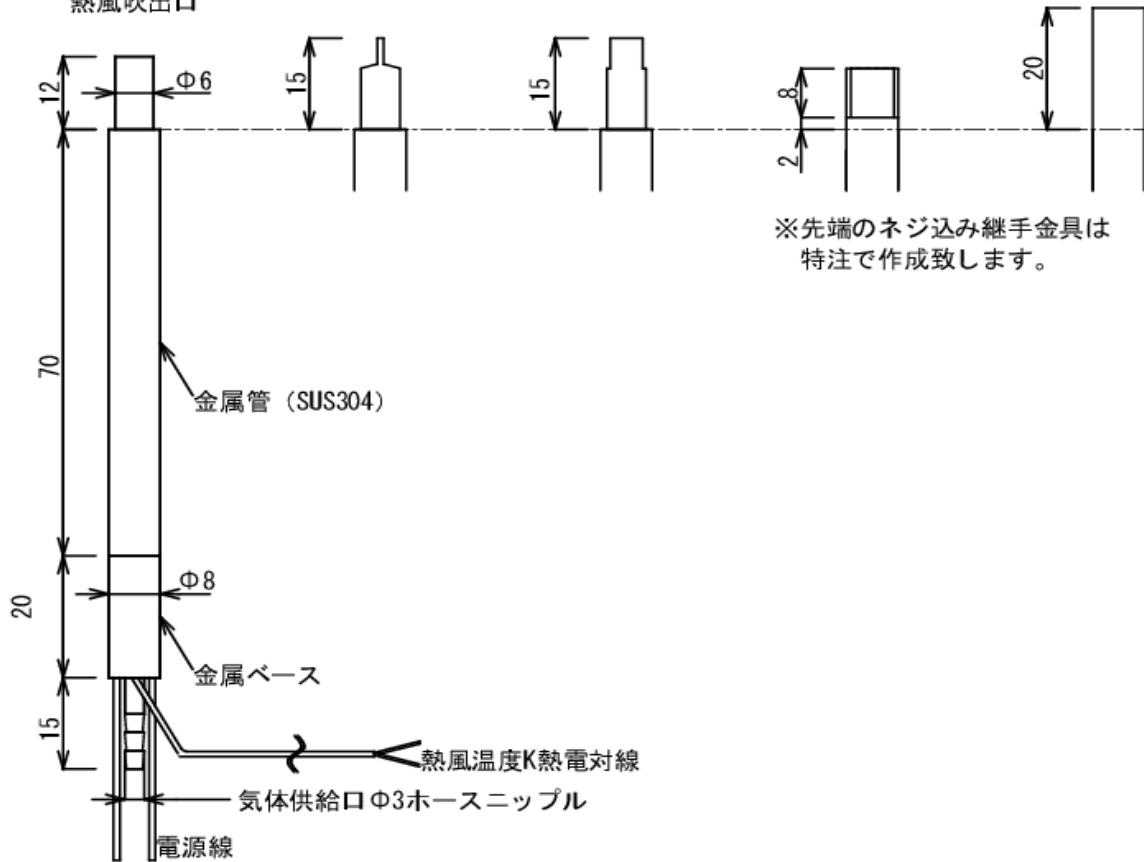 熱風吹出口
12
Φ6
15
15
8
2
20
※先端のネジ込み継手金具は
特注で作成致します。
70
金属管（SUS304）
20
Φ8
金属ベース
15
熱風温度K熱電対線
気体供給口Φ3ホースニップル
電源線